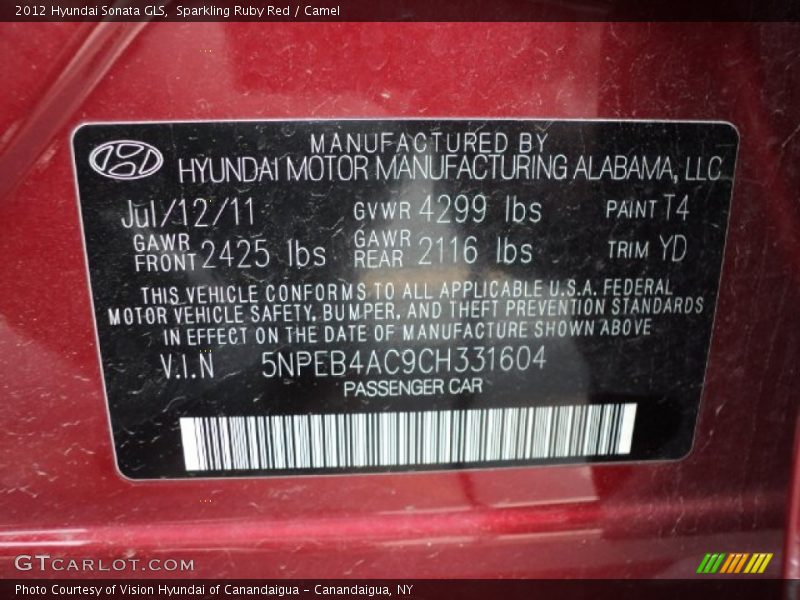 2012 Hyundai Sonata GLS,  Sparkling Ruby Red / Camel
MANUFACTURED BY
HYUNDAI MOTOR MANUFACTURING ALABAMA, LLC
Jul/12/11 GVWR 4299 lbs PAINT T4
GAWR FRONT 2425 lbs GAWR REAR 2116 lbs TRIM YD
THIS VEHICLE CONFORMS TO ALL APPLICABLE U.S.A. FEDERAL
MOTOR VEHICLE SAFETY, BUMPER, AND THEFT PREVENTION STANDARDS
IN EFFECT ON THE DATE OF MANUFACTURE SHOWN ABOVE
V.I.N 5NPEB4AC9CH331604
PASSENGER CAR
GTCARLOT.COM
Photo Courtesy of Vision Hyundai of Canandaigua – Canandaigua, NY